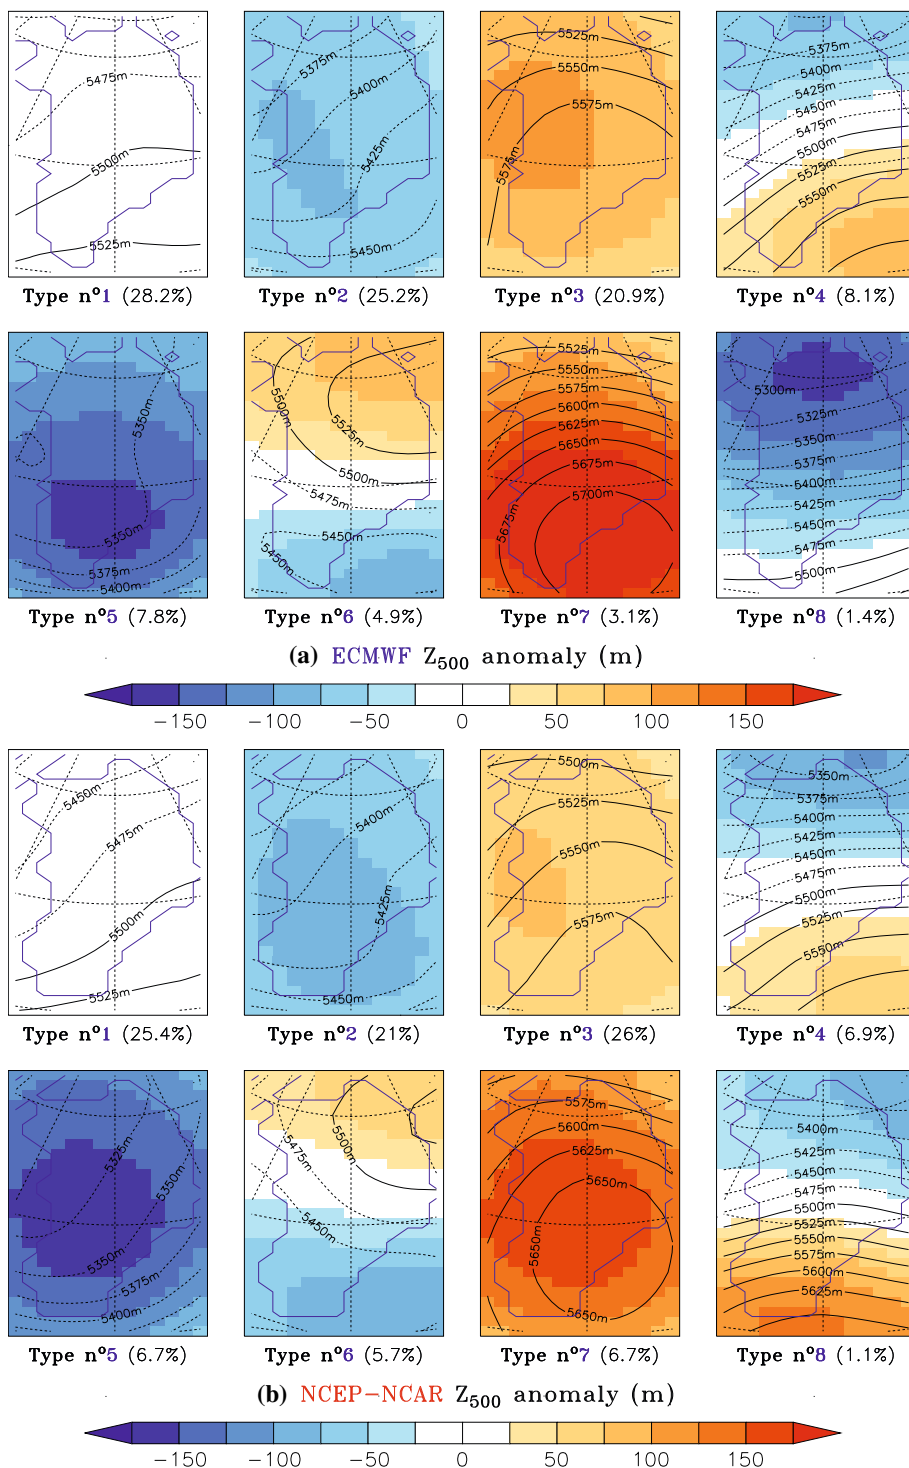 5475m
5500m
5525m
Type nº1 (28.2%)
5375m
5400m
5425m
5450m
Type nº2 (25.2%)
5525m
5550m
5575m
5575m
Type nº3 (20.9%)
5375m
5400m
5425m
5450m
5475m
5500m
5525m
5550m
Type nº4 (8.1%)
5350m
5350m
5375m
5400m
Type nº5 (7.8%)
5500m
5525m
5500m
5475m
5450m
5450m
Type nº6 (4.9%)
5525m
5550m
5575m
5600m
5625m
5650m
5675m
5700m
5675m
Type nº7 (3.1%)
5300m
5325m
5350m
5375m
5400m
5425m
5450m
5475m
5500m
Type nº8 (1.4%)
(a) ECMWF Z500 anomaly (m)
-150 -100 -50 0 50 100 150
5450m
5475m
5500m
5525m
Type nº1 (25.4%)
5400m
5425m
5450m
Type nº2 (21%)
5500m
5525m
5550m
5575m
Type nº3 (26%)
5350m
5375m
5400m
5425m
5450m
5475m
5500m
5525m
5550m
Type nº4 (6.9%)
5325m
5350m
5350m
5375m
5400m
Type nº5 (6.7%)
5500m
5475m
5450m
Type nº6 (5.7%)
5575m
5600m
5625m
5650m
5650m
5650m
Type nº7 (6.7%)
5400m
5425m
5450m
5475m
5500m
5525m
5550m
5575m
5600m
5625m
Type nº8 (1.1%)
(b) NCEP-NCAR Z500 anomaly (m)
-150 -100 -50 0 50 100 150